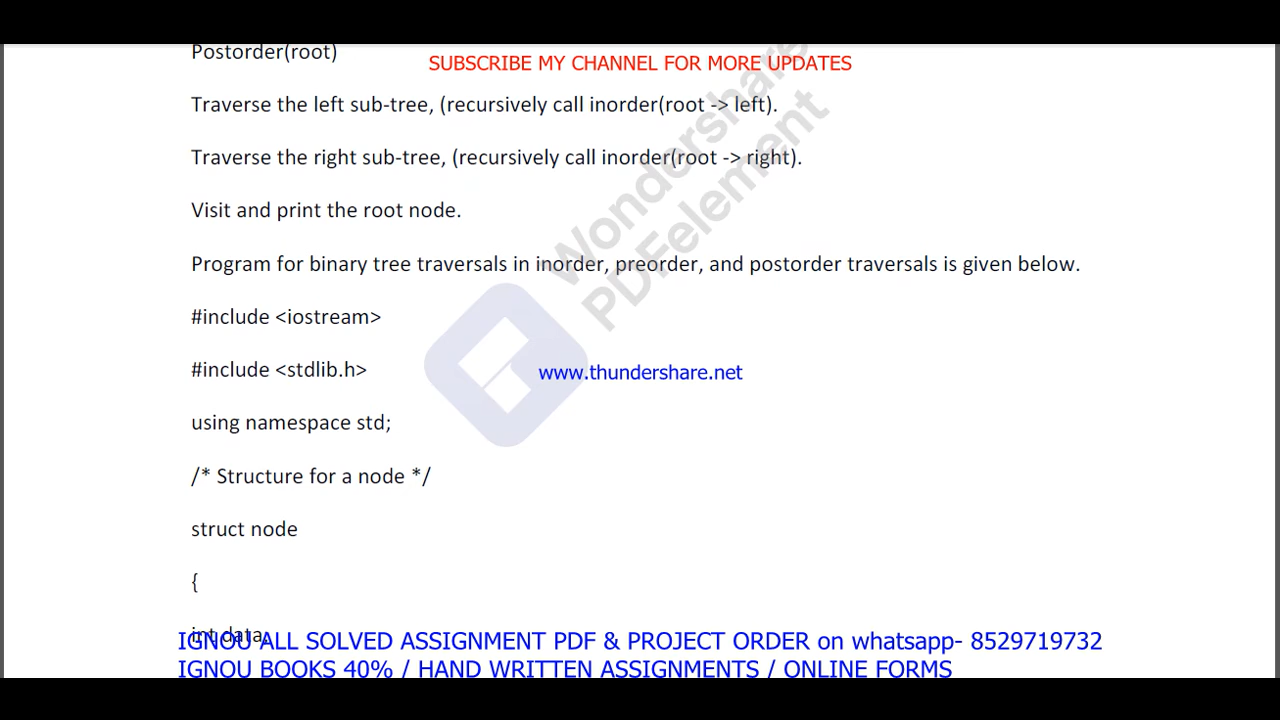 Postorder(root)
SUBSCRIBE MY CHANNEL FOR MORE UPDATES
Traverse the left sub-tree, (recursively call inorder(root -> left).
Traverse the right sub-tree, (recursively call inorder(root -> right).
Visit and print the root node.
Program for binary tree traversals in inorder, preorder, and postorder traversals is given below.
Wondershare
PDFelement
#include <iostream>
#include <stdlib.h>
www.thundershare.net
using namespace std;
/* Structure for a node */
struct node
{
int data;
IGNOU ALL SOLVED ASSIGNMENT PDF & PROJECT ORDER on whatsapp- 8529719732
IGNOU BOOKS 40% / HAND WRITTEN ASSIGNMENTS / ONLINE FORMS